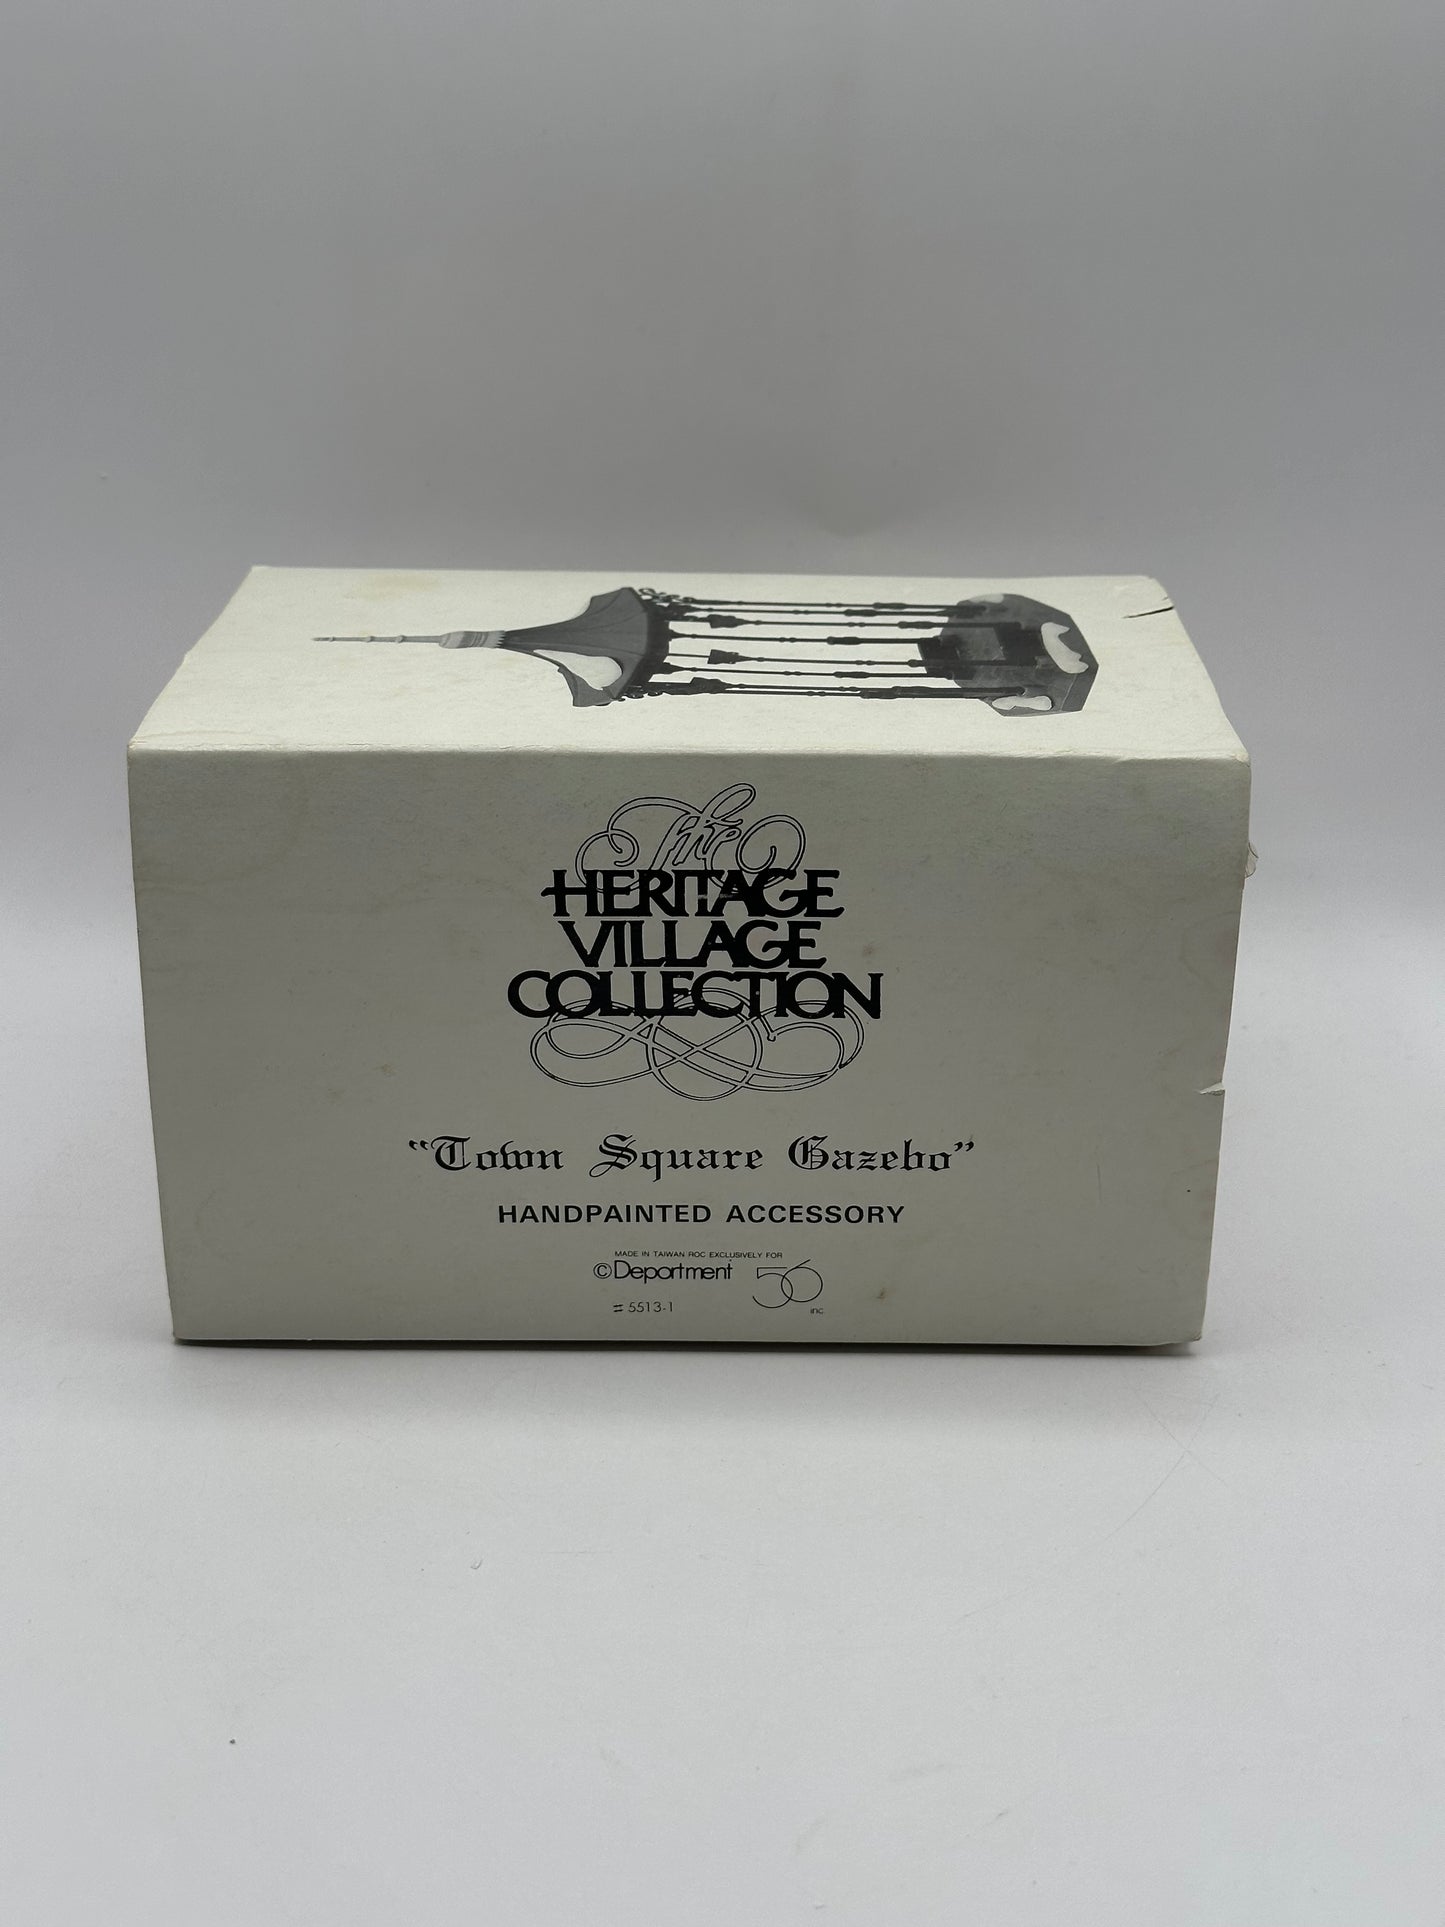 The
HERITAGE
VILLAGE
COLLECTION
“Town Square Gazebo”
HANDPAINTED ACCESSORY
MADE IN TAIWAN ROC EXCLUSIVELY FOR
©Department 56 inc.
# 5513-1